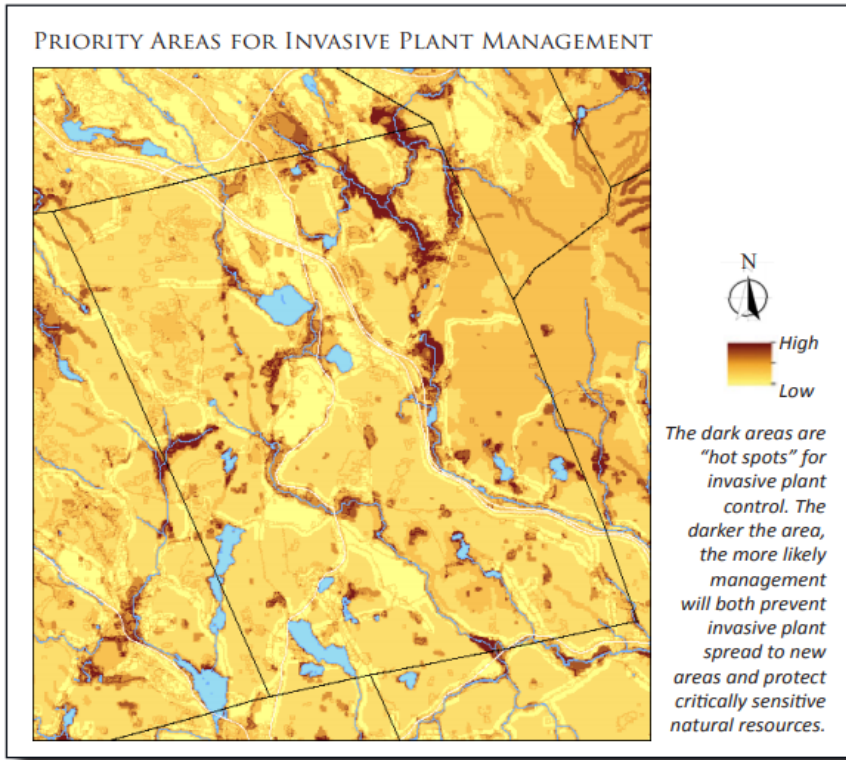 PRIORITY AREAS FOR INVASIVE PLANT MANAGEMENT
N
High
Low
The dark areare
"hot spots" for
invasive plant
control. The
darker the area,
the more likely
management
will both prevent
invasive plant
spread to new
areas and protect
critically sensitive
natural resources.